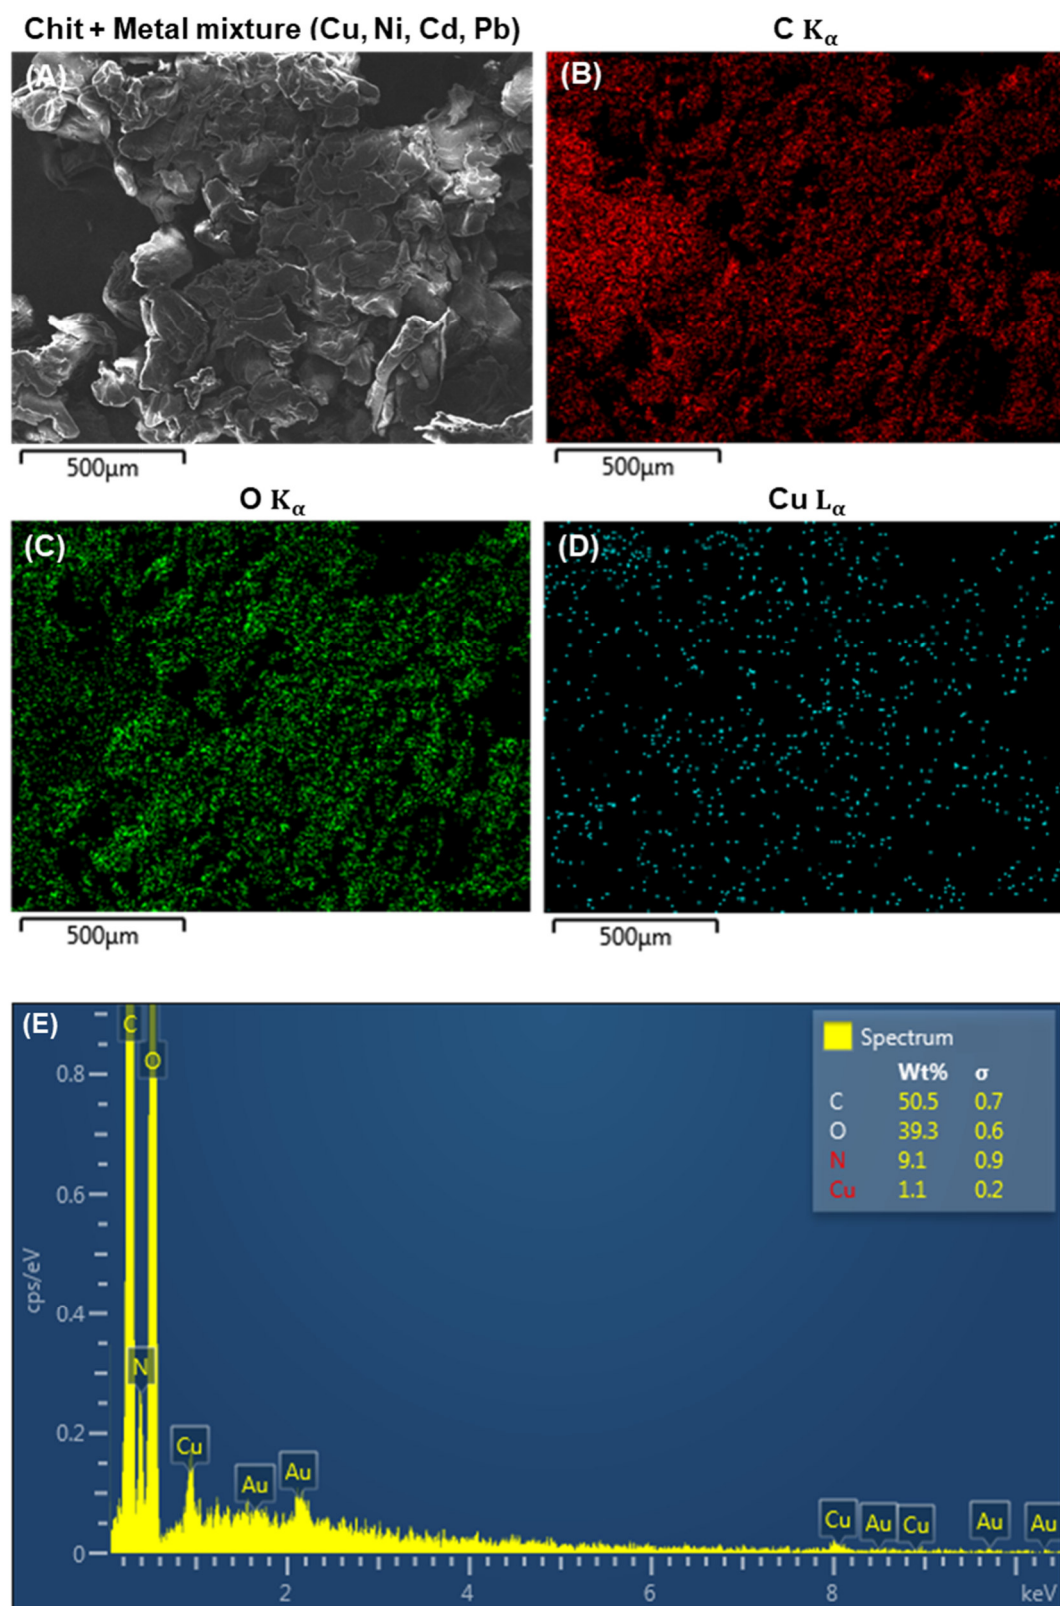 Chit + Metal mixture (Cu, Ni, Cd, Pb)
C Kα
(A)
(B)
500μm
500μm
O Kα
Cu Lα
(C)
(D)
500μm
500μm
(E)
C
O
N
Cu
Au
Au
Cu
Au
Cu
Au
Au
Spectrum
Wt% σ
C 50.5 0.7
O 39.3 0.6
N 9.1 0.9
Cu 1.1 0.2
cps/eV
0.8
0.6
0.4
0.2
0
2 4 6 8 keV